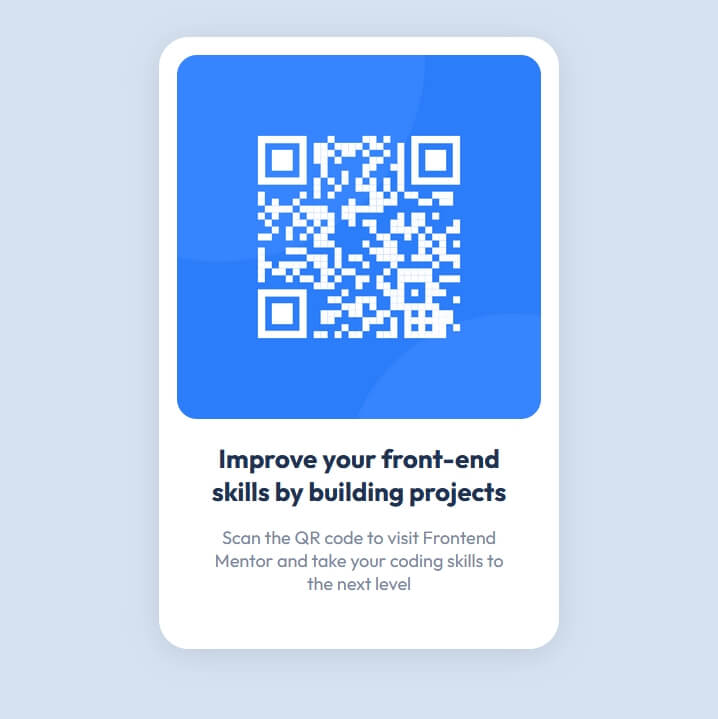 Improve your front-end
skills by building projects
Scan the QR code to visit Frontend
Mentor and take your coding skills to
the next level